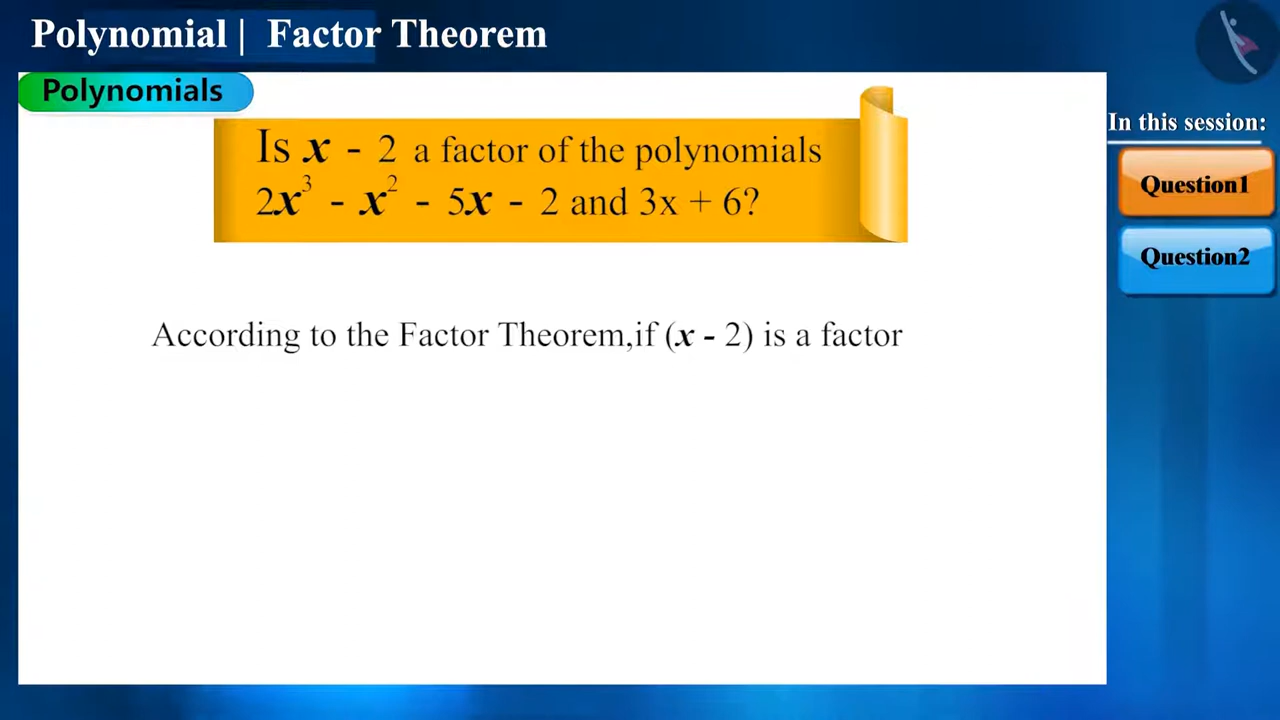 Polynomial | Factor Theorem
Polynomials
In this session:
Is x - 2 a factor of the polynomials
2x³ - x² - 5x - 2 and 3x + 6?
Question1
Question2
According to the Factor Theorem,if (x - 2) is a factor